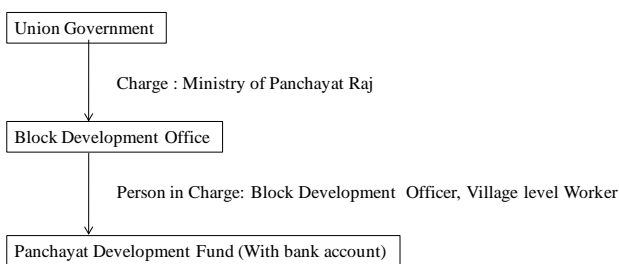 Union Government
Charge : Ministry of Panchayat Raj
Block Development Office
Person in Charge: Block Development Officer, Village level Worker
Panchayat Development Fund (With bank account)